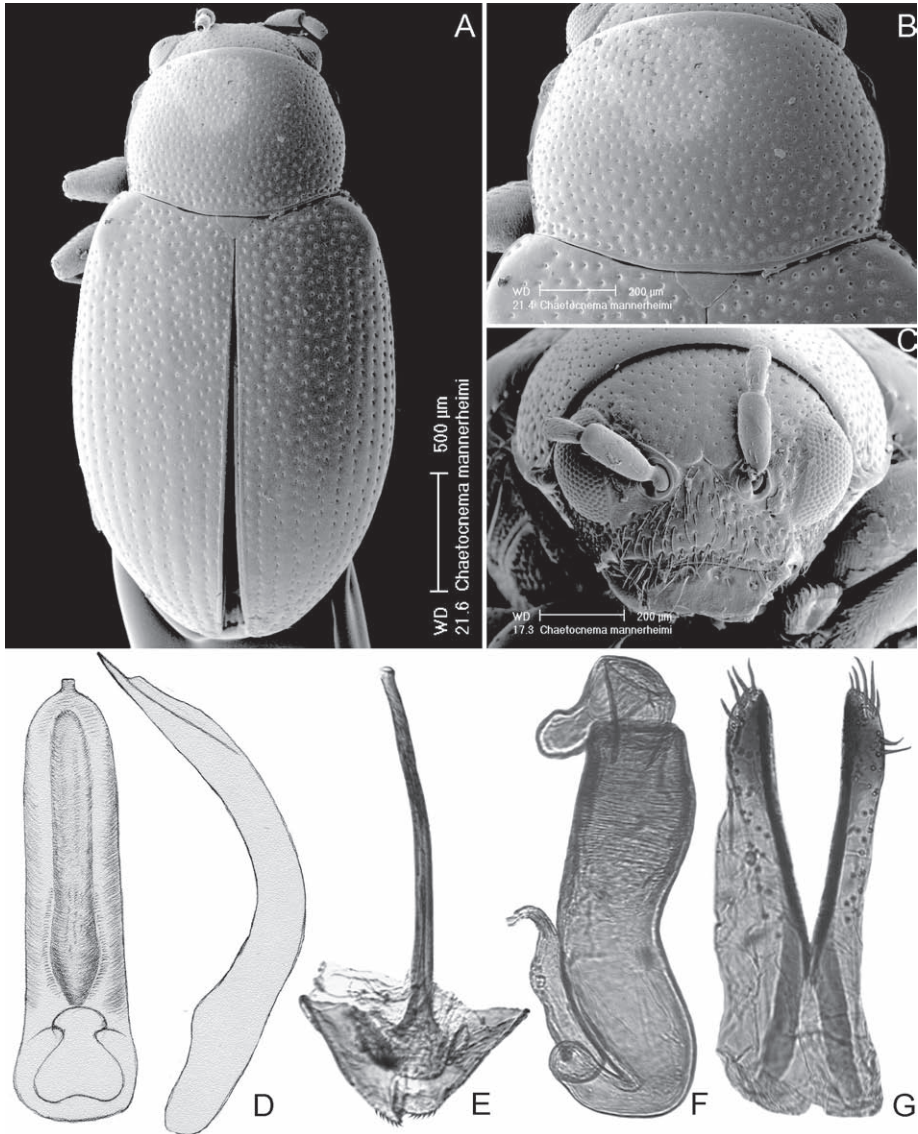 A
500 µm
WD
21.6 Chaetocnema mannerheimi
B
WD 200 µm
21.4 Chaetocnema mannerheimi
C
WD 200 µm
17.3 Chaetocnema mannerheimi
D
E
F
G